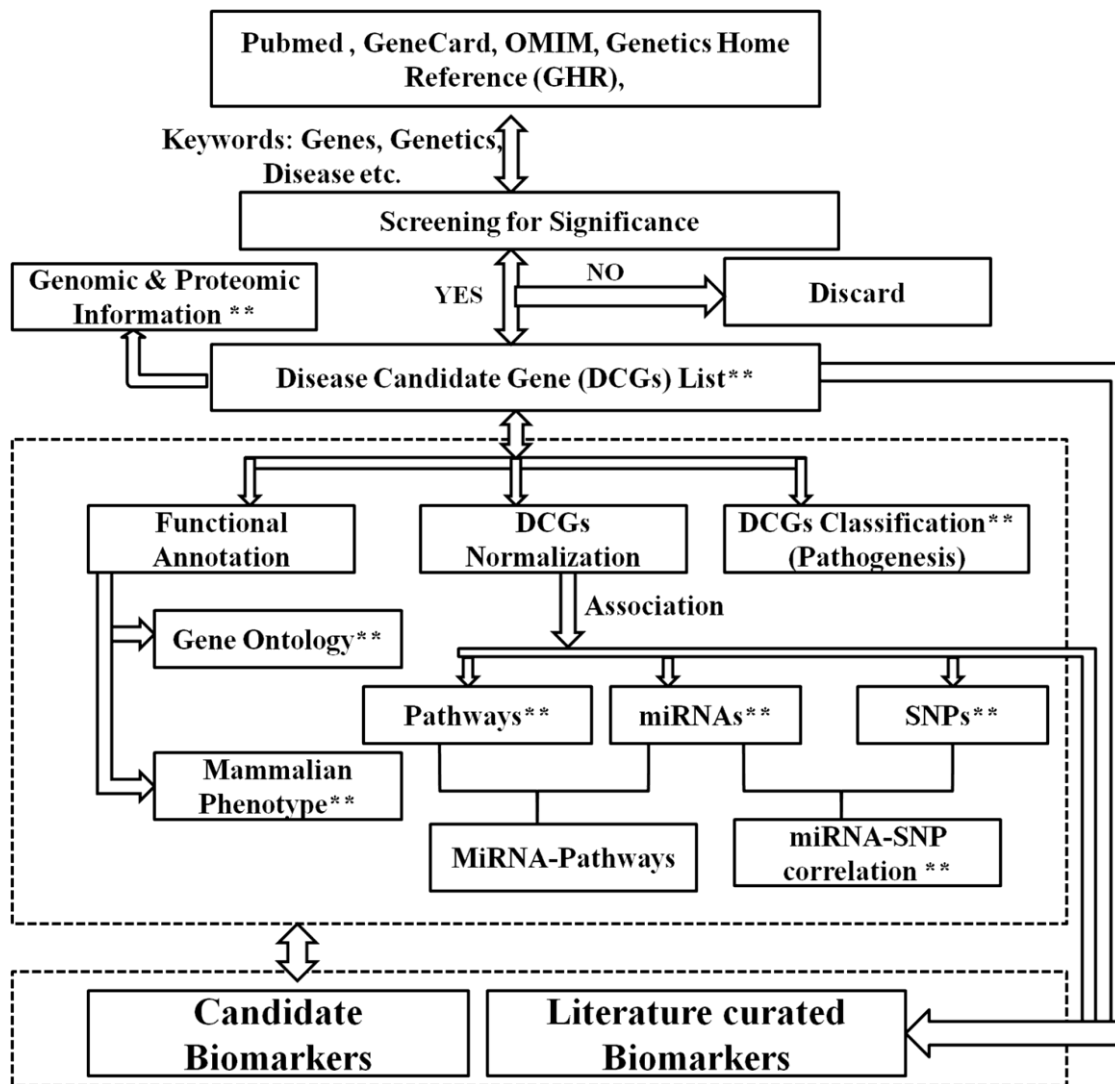 Pubmed , GeneCard, OMIM, Genetics Home
Reference (GHR),
Keywords: Genes, Genetics,
Disease etc.
Screening for Significance
Genomic & Proteomic
Information **
YES
NO
Discard
Disease Candidate Gene (DCGs) List**
Functional
Annotation
DCGs
Normalization
DCGs Classification**
(Pathogenesis)
Association
Gene Ontology**
Pathways**
miRNAs**
SNPs**
Mammalian
Phenotype**
MiRNA-Pathways
miRNA-SNP
correlation **
Candidate
Biomarkers
Literature curated
Biomarkers